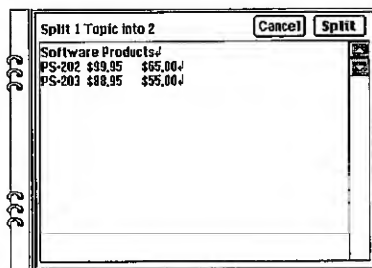 Split 1 Topic into 2 Cancel Split
Software Products↲
PS-202 $99.95 $65.00↲
PS-203 $88.95 $55.00↲